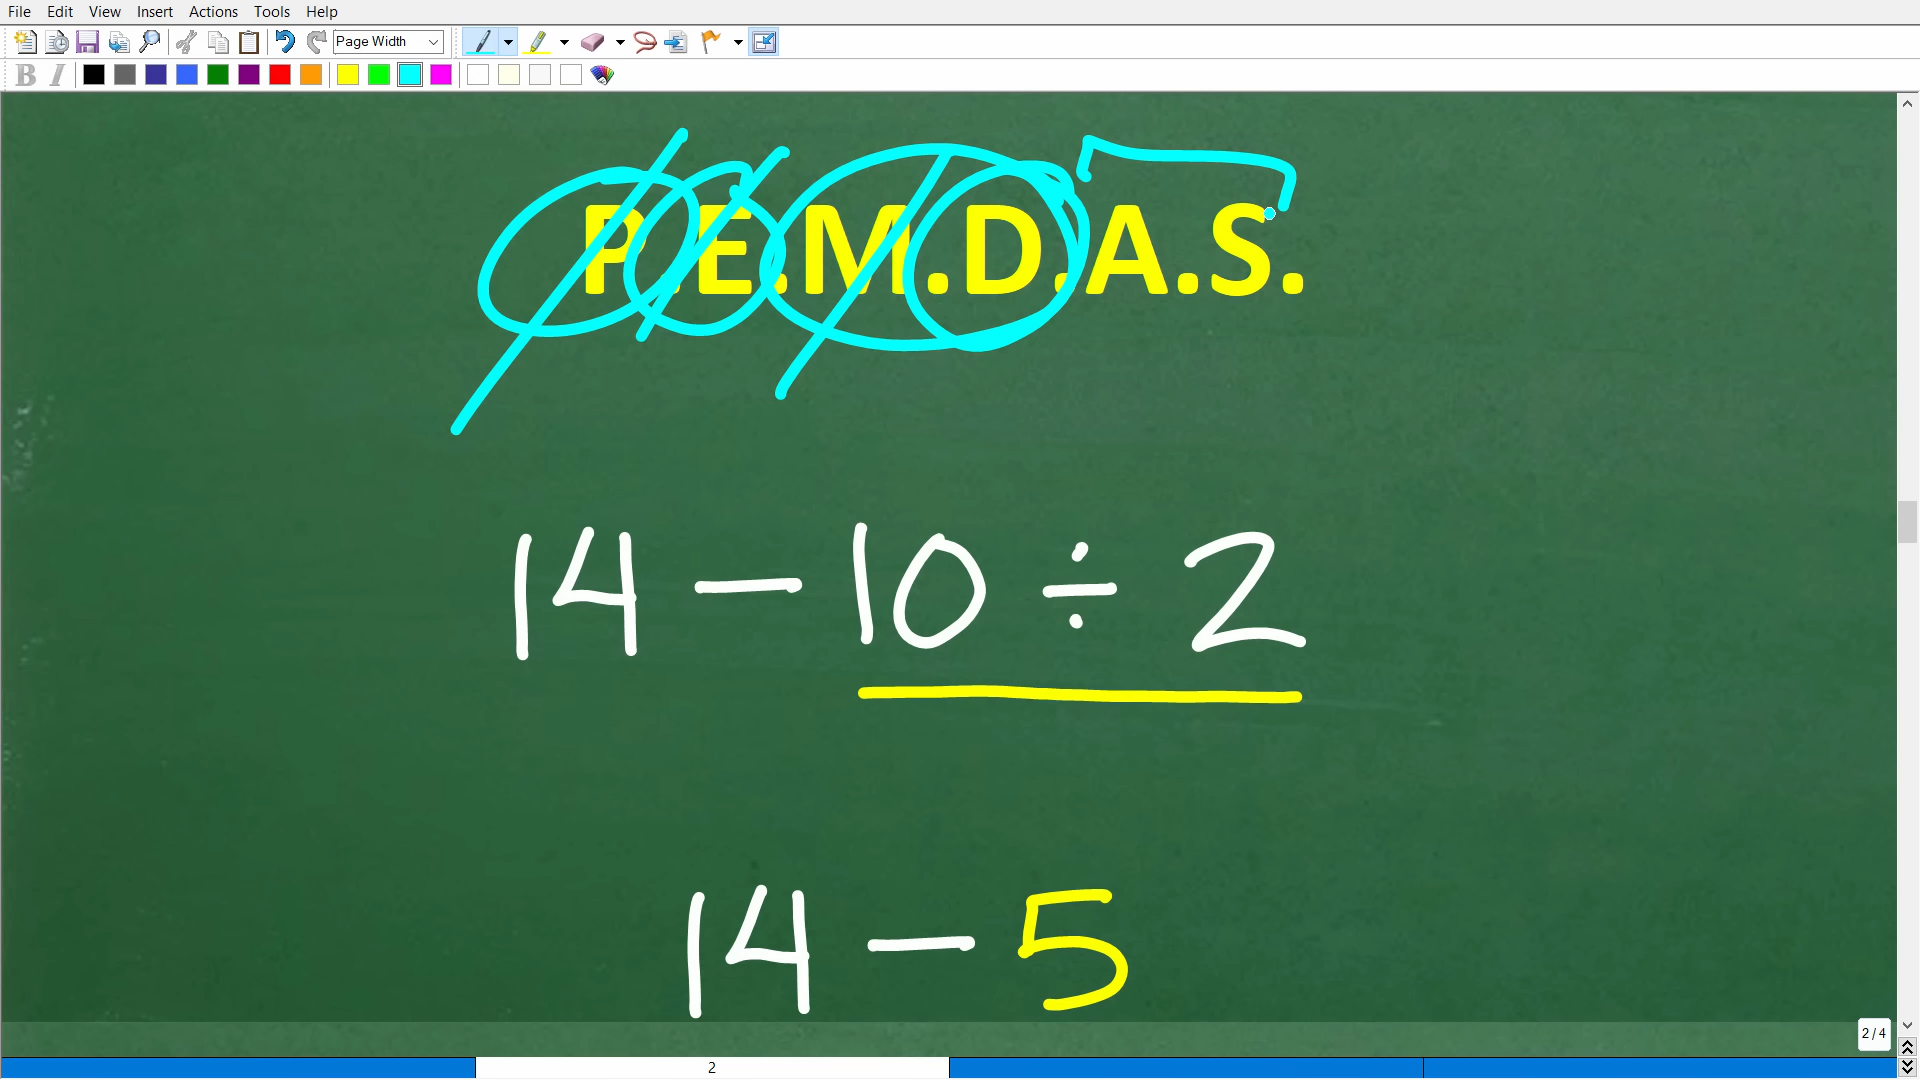 File Edit View Insert Actions Tools Help
Page Width
B I
P.E.M.D.A.S.
14 − 10 ÷ 2
14 − 5
2 / 4
2